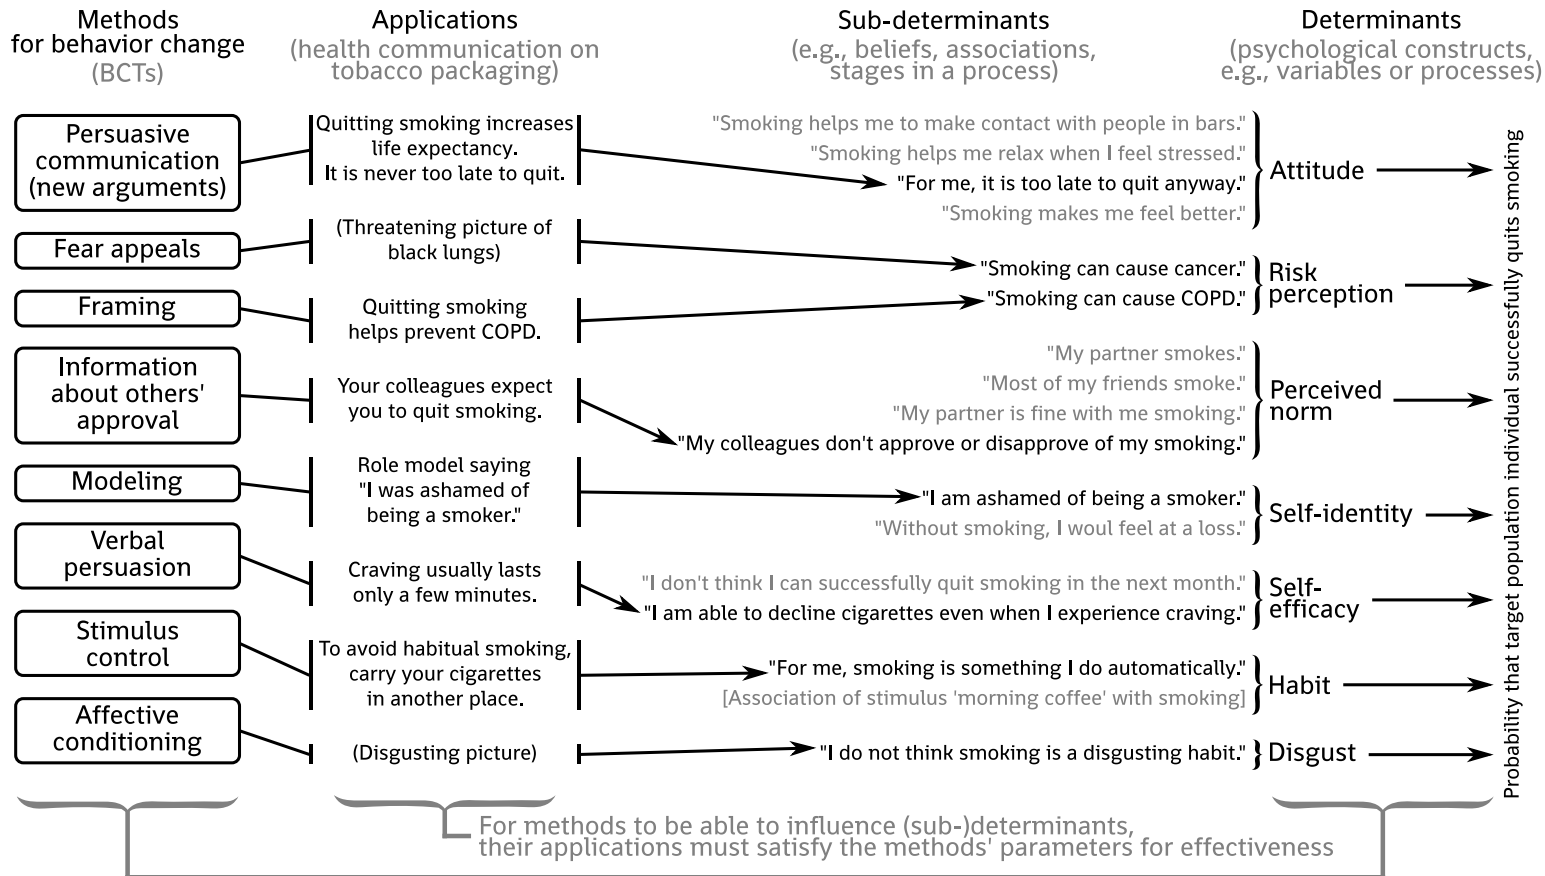 Methods
for behavior change
(BCTs)
Applications
(health communication on
tobacco packaging)
Sub-determinants
(e.g., beliefs, associations,
stages in a process)
Determinants
(psychological constructs,
e.g., variables or processes)
Persuasive
communication
(new arguments)
Quitting smoking increases
life expectancy.
It is never too late to quit.
"Smoking helps me to make contact with people in bars."
"Smoking helps me relax when I feel stressed."
"For me, it is too late to quit anyway."
"Smoking makes me feel better."
Attitude
Fear appeals
(Threatening picture of
black lungs)
"Smoking can cause cancer."
Framing
Quitting smoking
helps prevent COPD.
"Smoking can cause COPD."
Risk
perception
Information
about others'
approval
Your colleagues expect
you to quit smoking.
"My partner smokes."
"Most of my friends smoke."
"My partner is fine with me smoking."
"My colleagues don't approve or disapprove of my smoking."
Perceived
norm
Modeling
Role model saying
"I was ashamed of
being a smoker."
"I am ashamed of being a smoker."
"Without smoking, I woul feel at a loss."
Self-identity
Verbal
persuasion
Craving usually lasts
only a few minutes.
"I don't think I can successfully quit smoking in the next month."
"I am able to decline cigarettes even when I experience craving."
Self-
efficacy
Stimulus
control
To avoid habitual smoking,
carry your cigarettes
in another place.
"For me, smoking is something I do automatically."
[Association of stimulus 'morning coffee' with smoking]
Habit
Affective
conditioning
(Disgusting picture)
"I do not think smoking is a disgusting habit."
Disgust
Probability that target population individual successfully quits smoking
For methods to be able to influence (sub-)determinants,
their applications must satisfy the methods' parameters for effectiveness